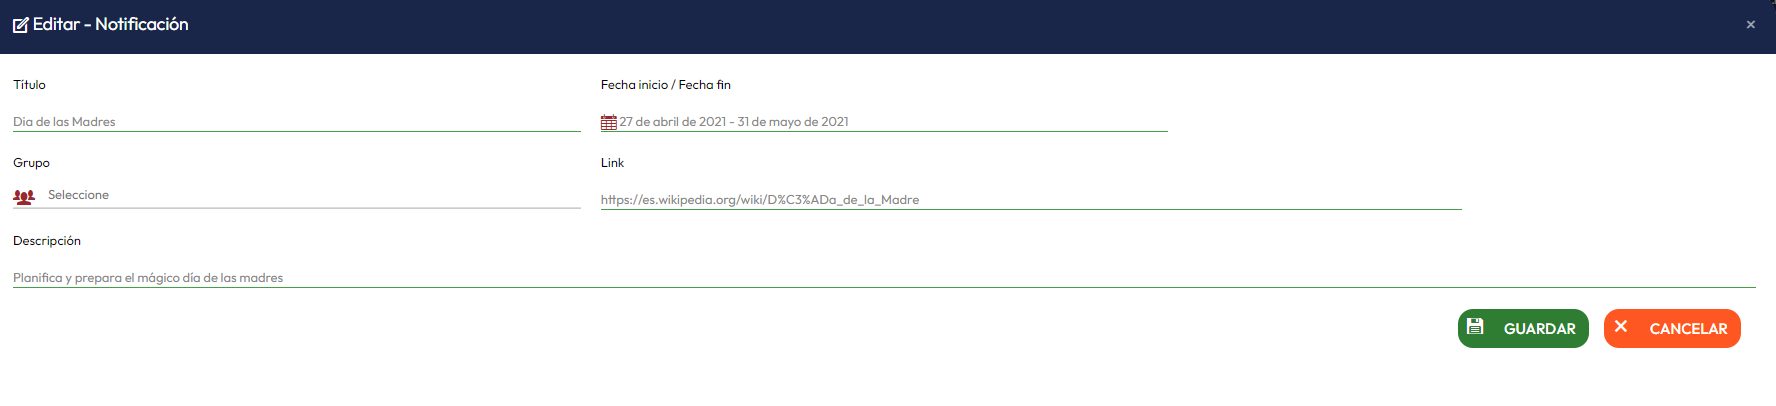 Editar - Notificación
×
Título
Fecha inicio / Fecha fin
Dia de las Madres
27 de abril de 2021 - 31 de mayo de 2021
Grupo
Link
Seleccione
https://es.wikipedia.org/wiki/D%C3%ADa_de_la_Madre
Descripción
Planifica y prepara el mágico día de las madres
GUARDAR
CANCELAR